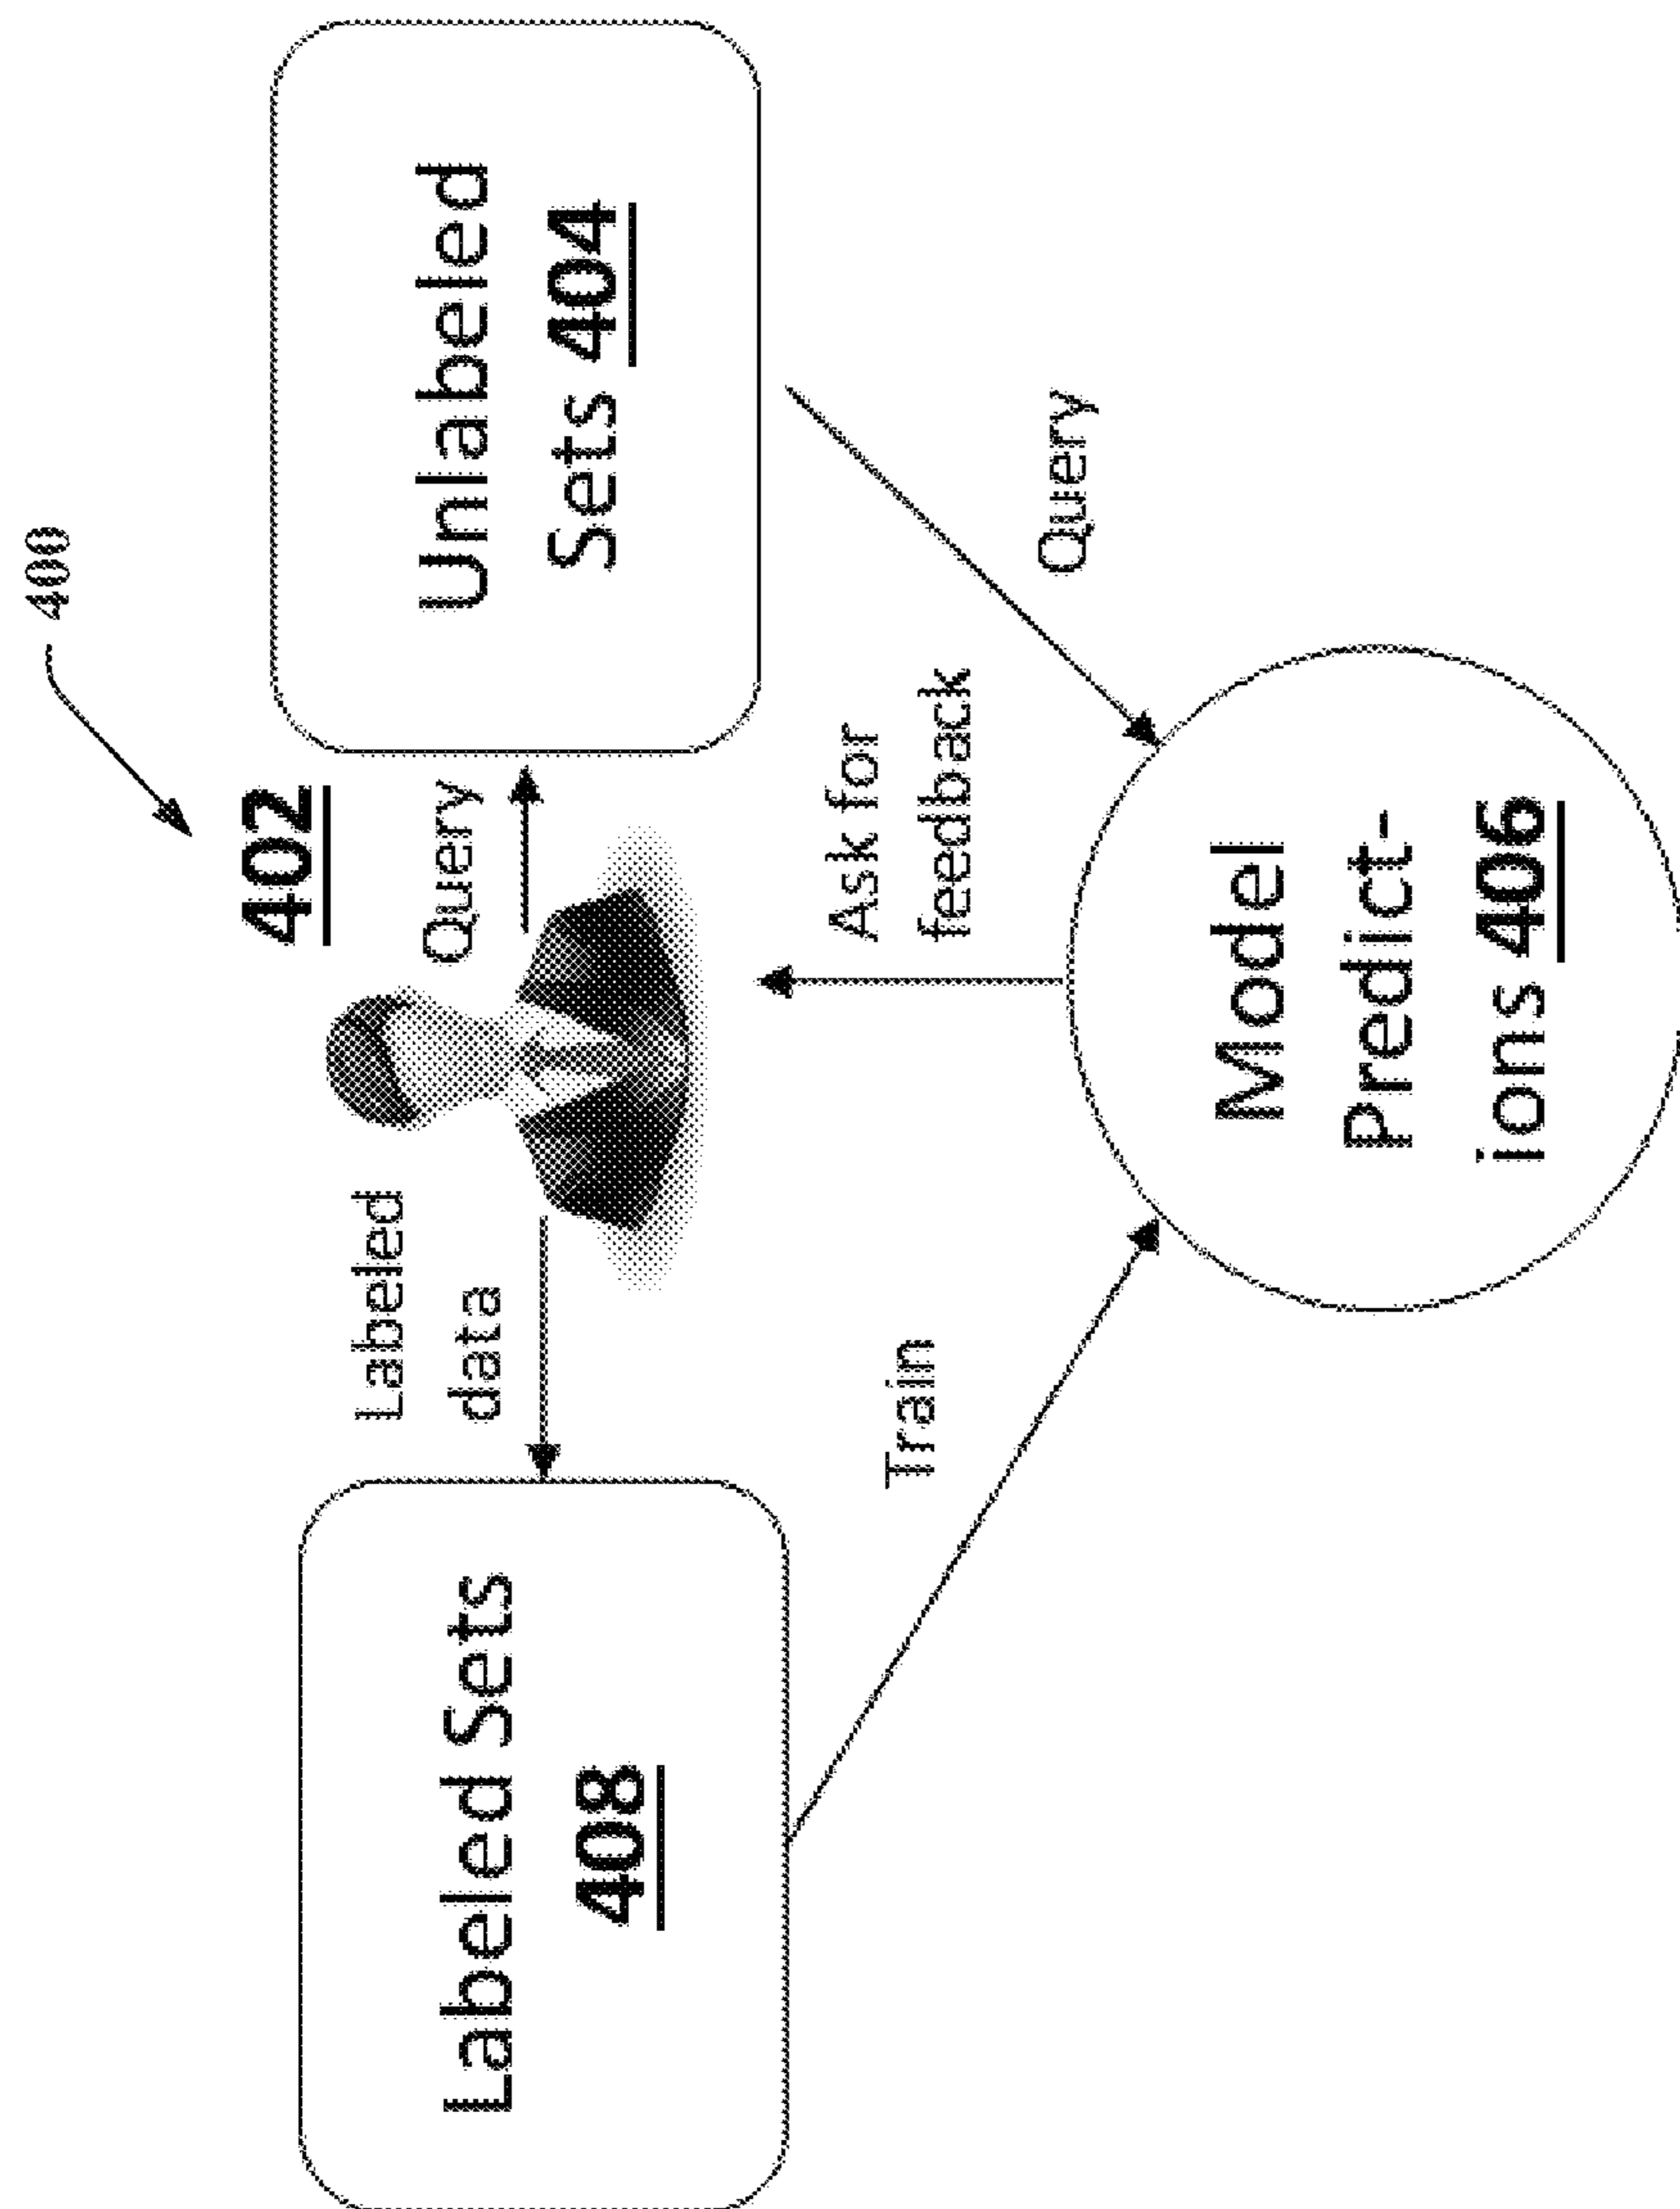 400
402
Labeled
data
Query
Labeled Sets
408
Unlabeled
Sets 404
Train
Ask for
feedback
Query
Model
Predict-
ions 406